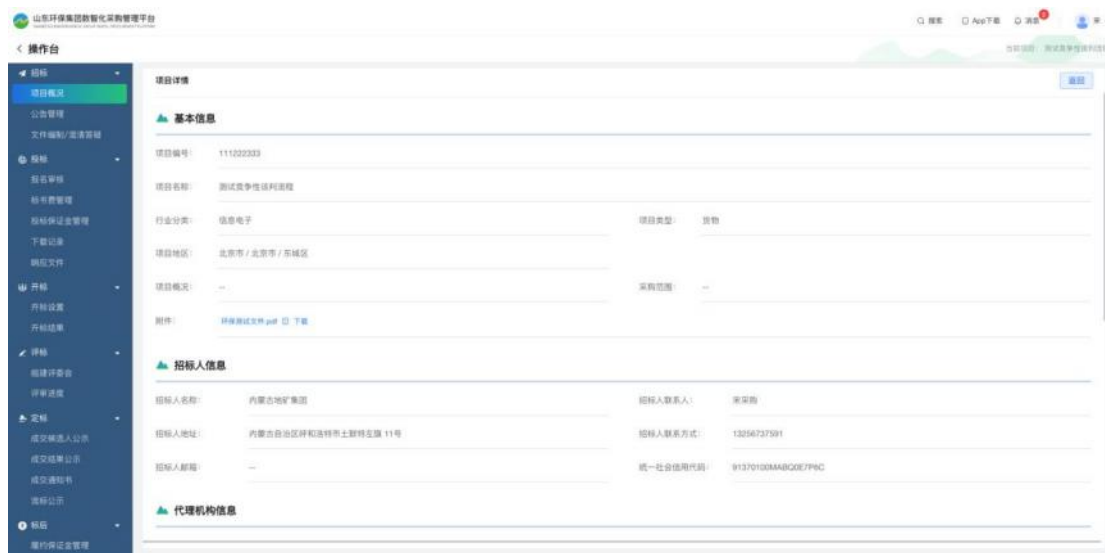 山东环保集团数智化采购管理平台
搜索 App下载 消息
操作台
当前项目:
招标
项目概况
公告管理
文件编制/澄清答疑
投标
报名审核
标书费管理
投标保证金管理
下载记录
响应文件
开标
开标设置
开标结果
评标
组建评委会
评审进度
定标
成交候选人公示
成交结果公示
成交通知书
流标公示
标后
履约保证金管理
项目详情
返回
基本信息
项目编号: 111222333
项目名称: 测试竞争性谈判流程
行业分类: 信息电子 项目类型: 货物
项目地区: 北京市 / 北京市 / 东城区
项目概况: -- 采购范围: --
附件: 环保测试文件.pdf 下载
招标人信息
招标人名称: 内蒙古地矿集团 招标人联系人: 宋采购
招标人地址: 内蒙古自治区呼和浩特市土默特左旗 11号 招标人联系方式: 13256737591
招标人邮箱: -- 统一社会信用代码: 91370100MABQ0E7P6C
代理机构信息